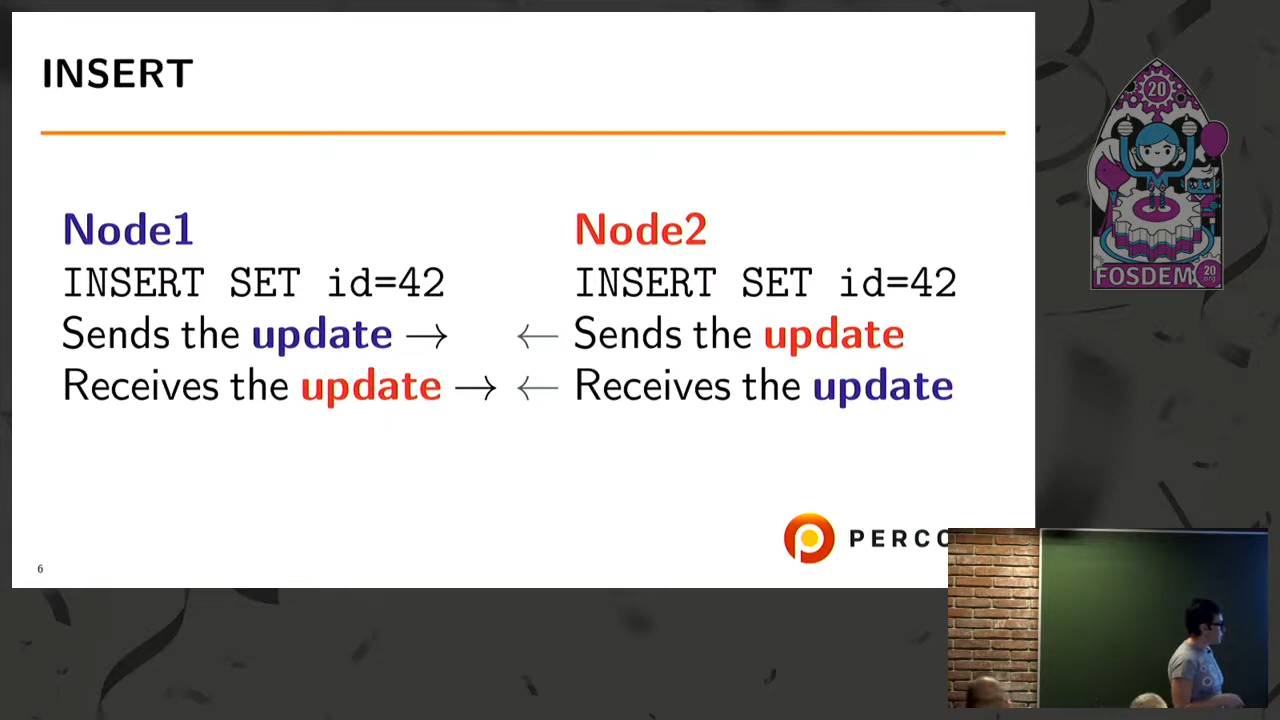 INSERT
Node1
INSERT SET id=42
Sends the update →
Receives the update →
Node2
INSERT SET id=42
← Sends the update
← Receives the update
PERCO
6
20
FOSDEM 20
.org